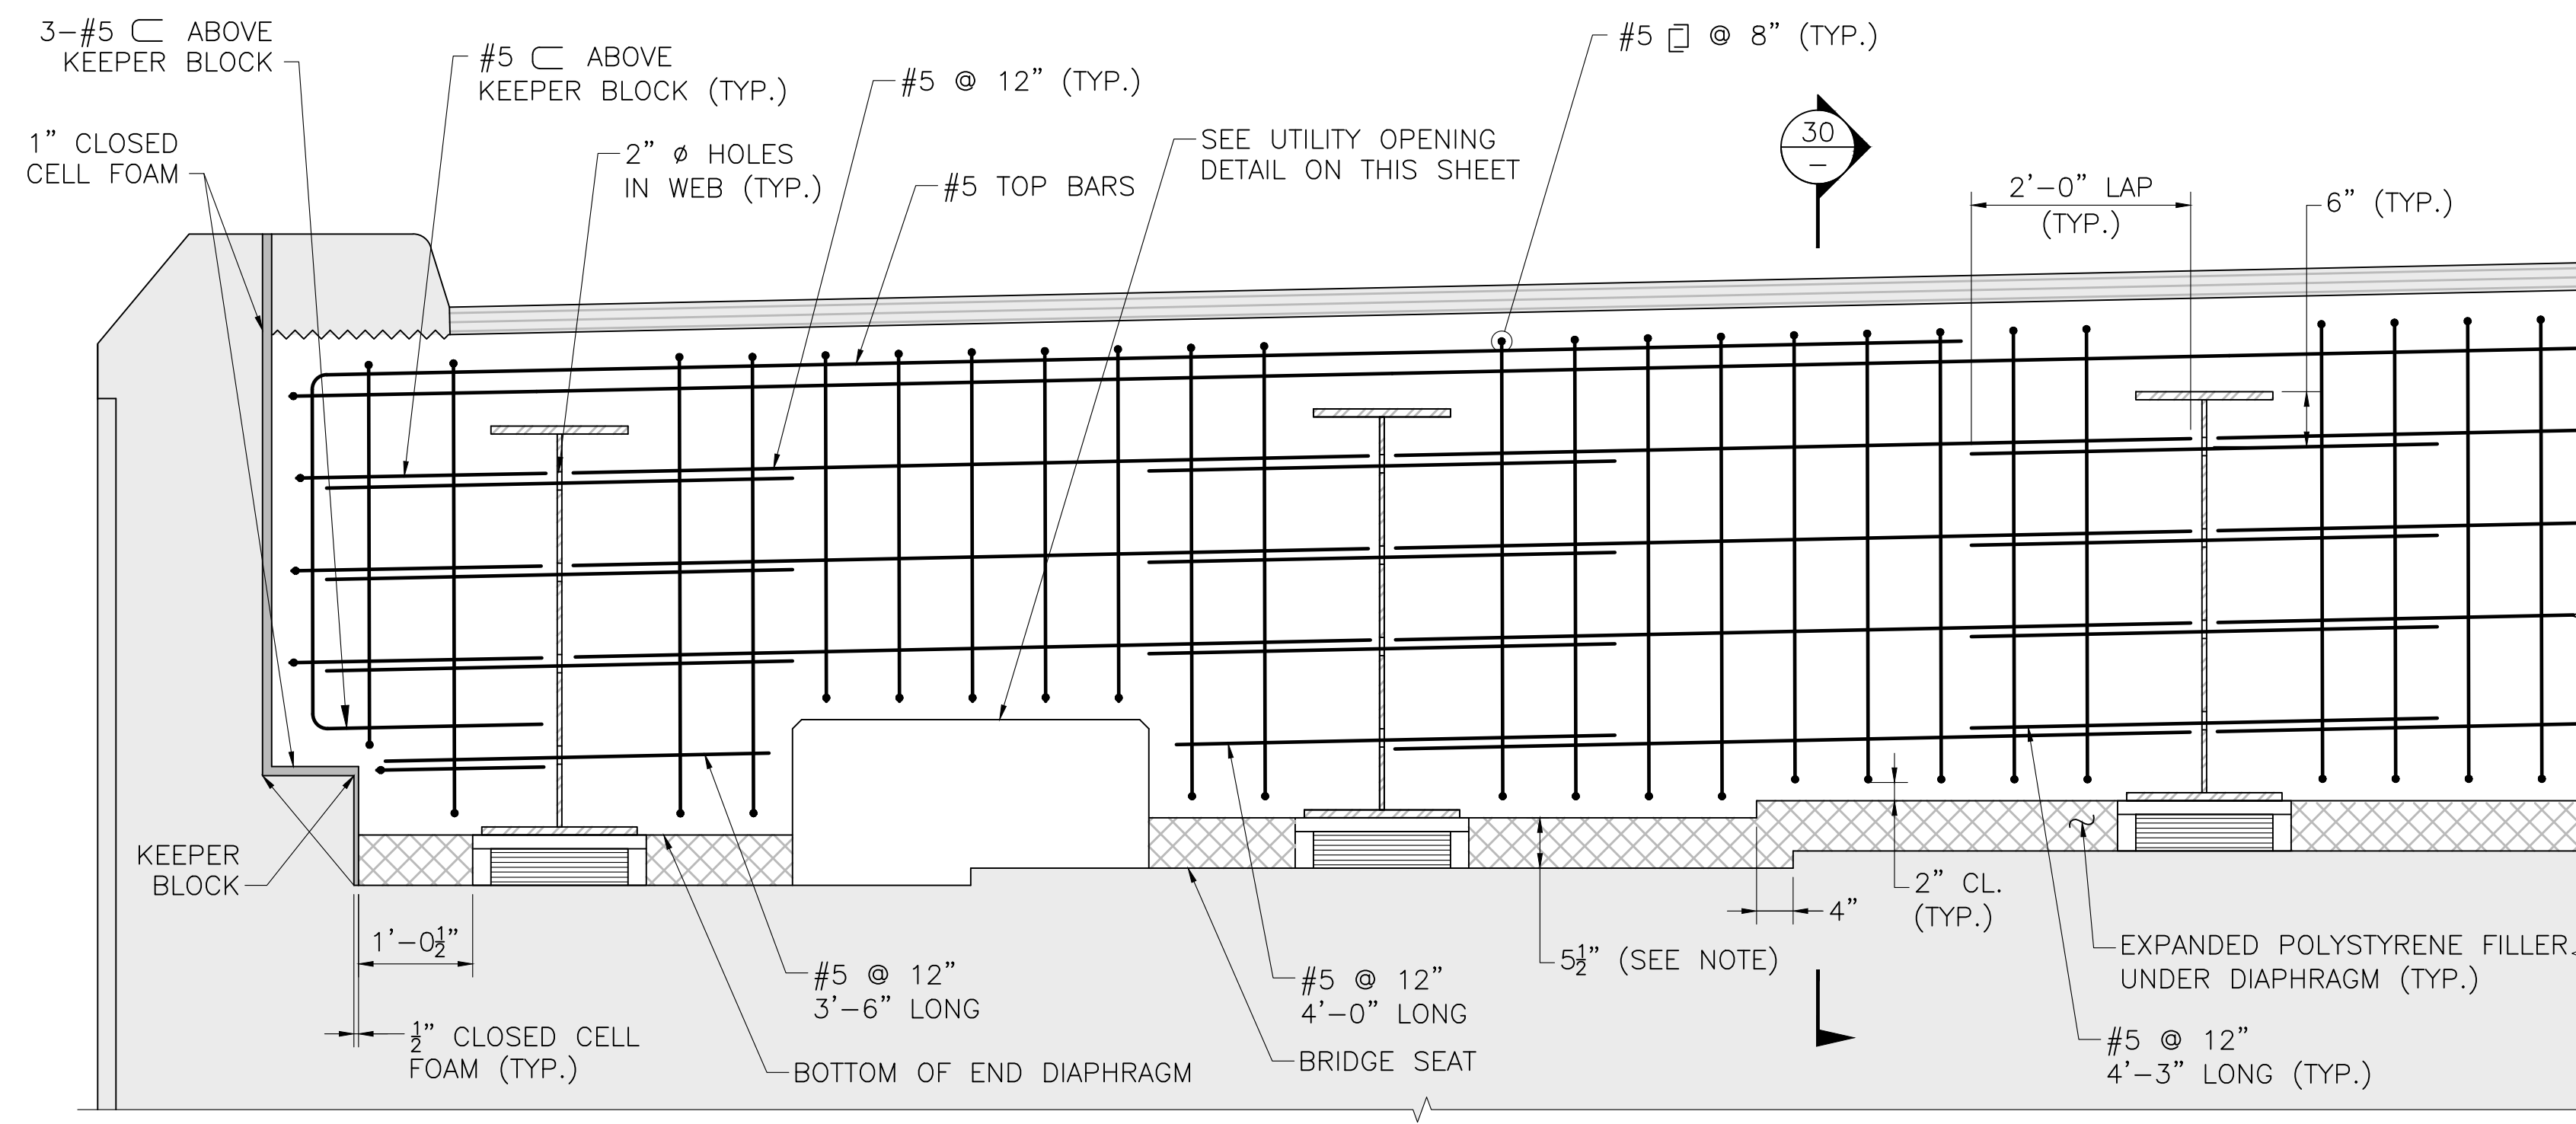 3-#5 ⊏ ABOVE
KEEPER BLOCK
#5 ⊏ ABOVE
KEEPER BLOCK (TYP.)
#5 @ 12" (TYP.)
#5 @ 8" (TYP.)
1" CLOSED
CELL FOAM
2" ø HOLES
IN WEB (TYP.)
#5 TOP BARS
SEE UTILITY OPENING
DETAIL ON THIS SHEET
30
–
2'-0" LAP
(TYP.)
6" (TYP.)
KEEPER
BLOCK
1'-0½"
½" CLOSED CELL
FOAM (TYP.)
#5 @ 12"
3'-6" LONG
BOTTOM OF END DIAPHRAGM
#5 @ 12"
4'-0" LONG
BRIDGE SEAT
5½" (SEE NOTE)
4"
2" CL.
(TYP.)
EXPANDED POLYSTYRENE FILLER
UNDER DIAPHRAGM (TYP.)
#5 @ 12"
4'-3" LONG (TYP.)